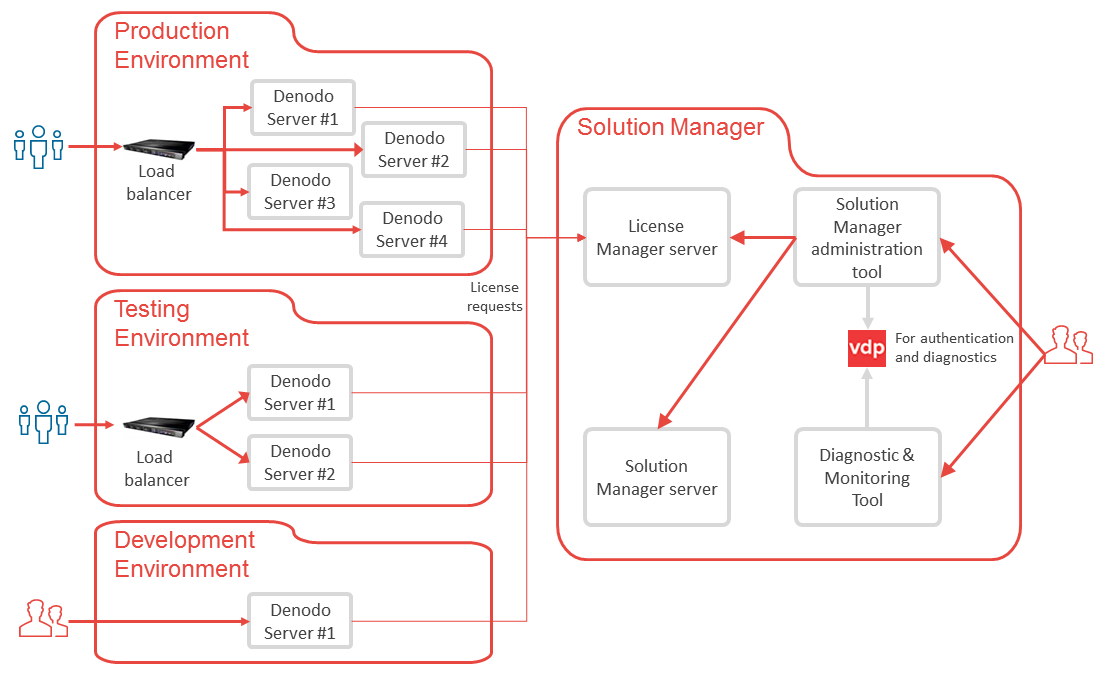 Production
Environment
Denodo
Server #1
Denodo
Server #2
Load
balancer
Denodo
Server #3
Denodo
Server #4
License
requests
Testing
Environment
Denodo
Server #1
Load
balancer
Denodo
Server #2
Development
Environment
Denodo
Server #1
Solution Manager
License
Manager server
Solution
Manager
administration
tool
vdp
For authentication
and diagnostics
Solution
Manager server
Diagnostic &
Monitoring
Tool